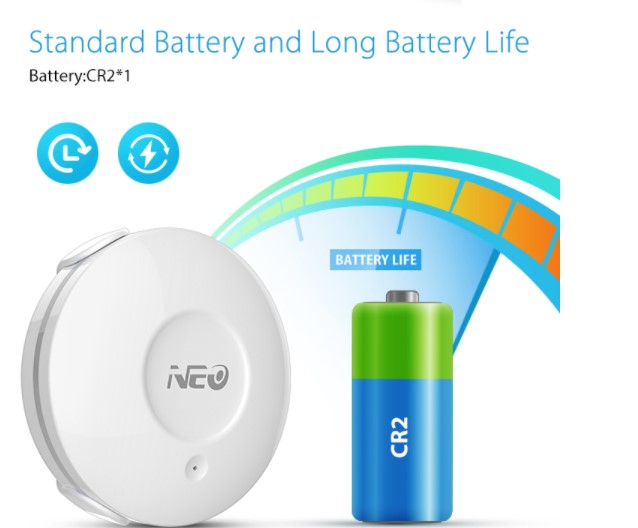 Standard Battery and Long Battery Life
Battery:CR2*1
BATTERY LIFE
NEO
CR2